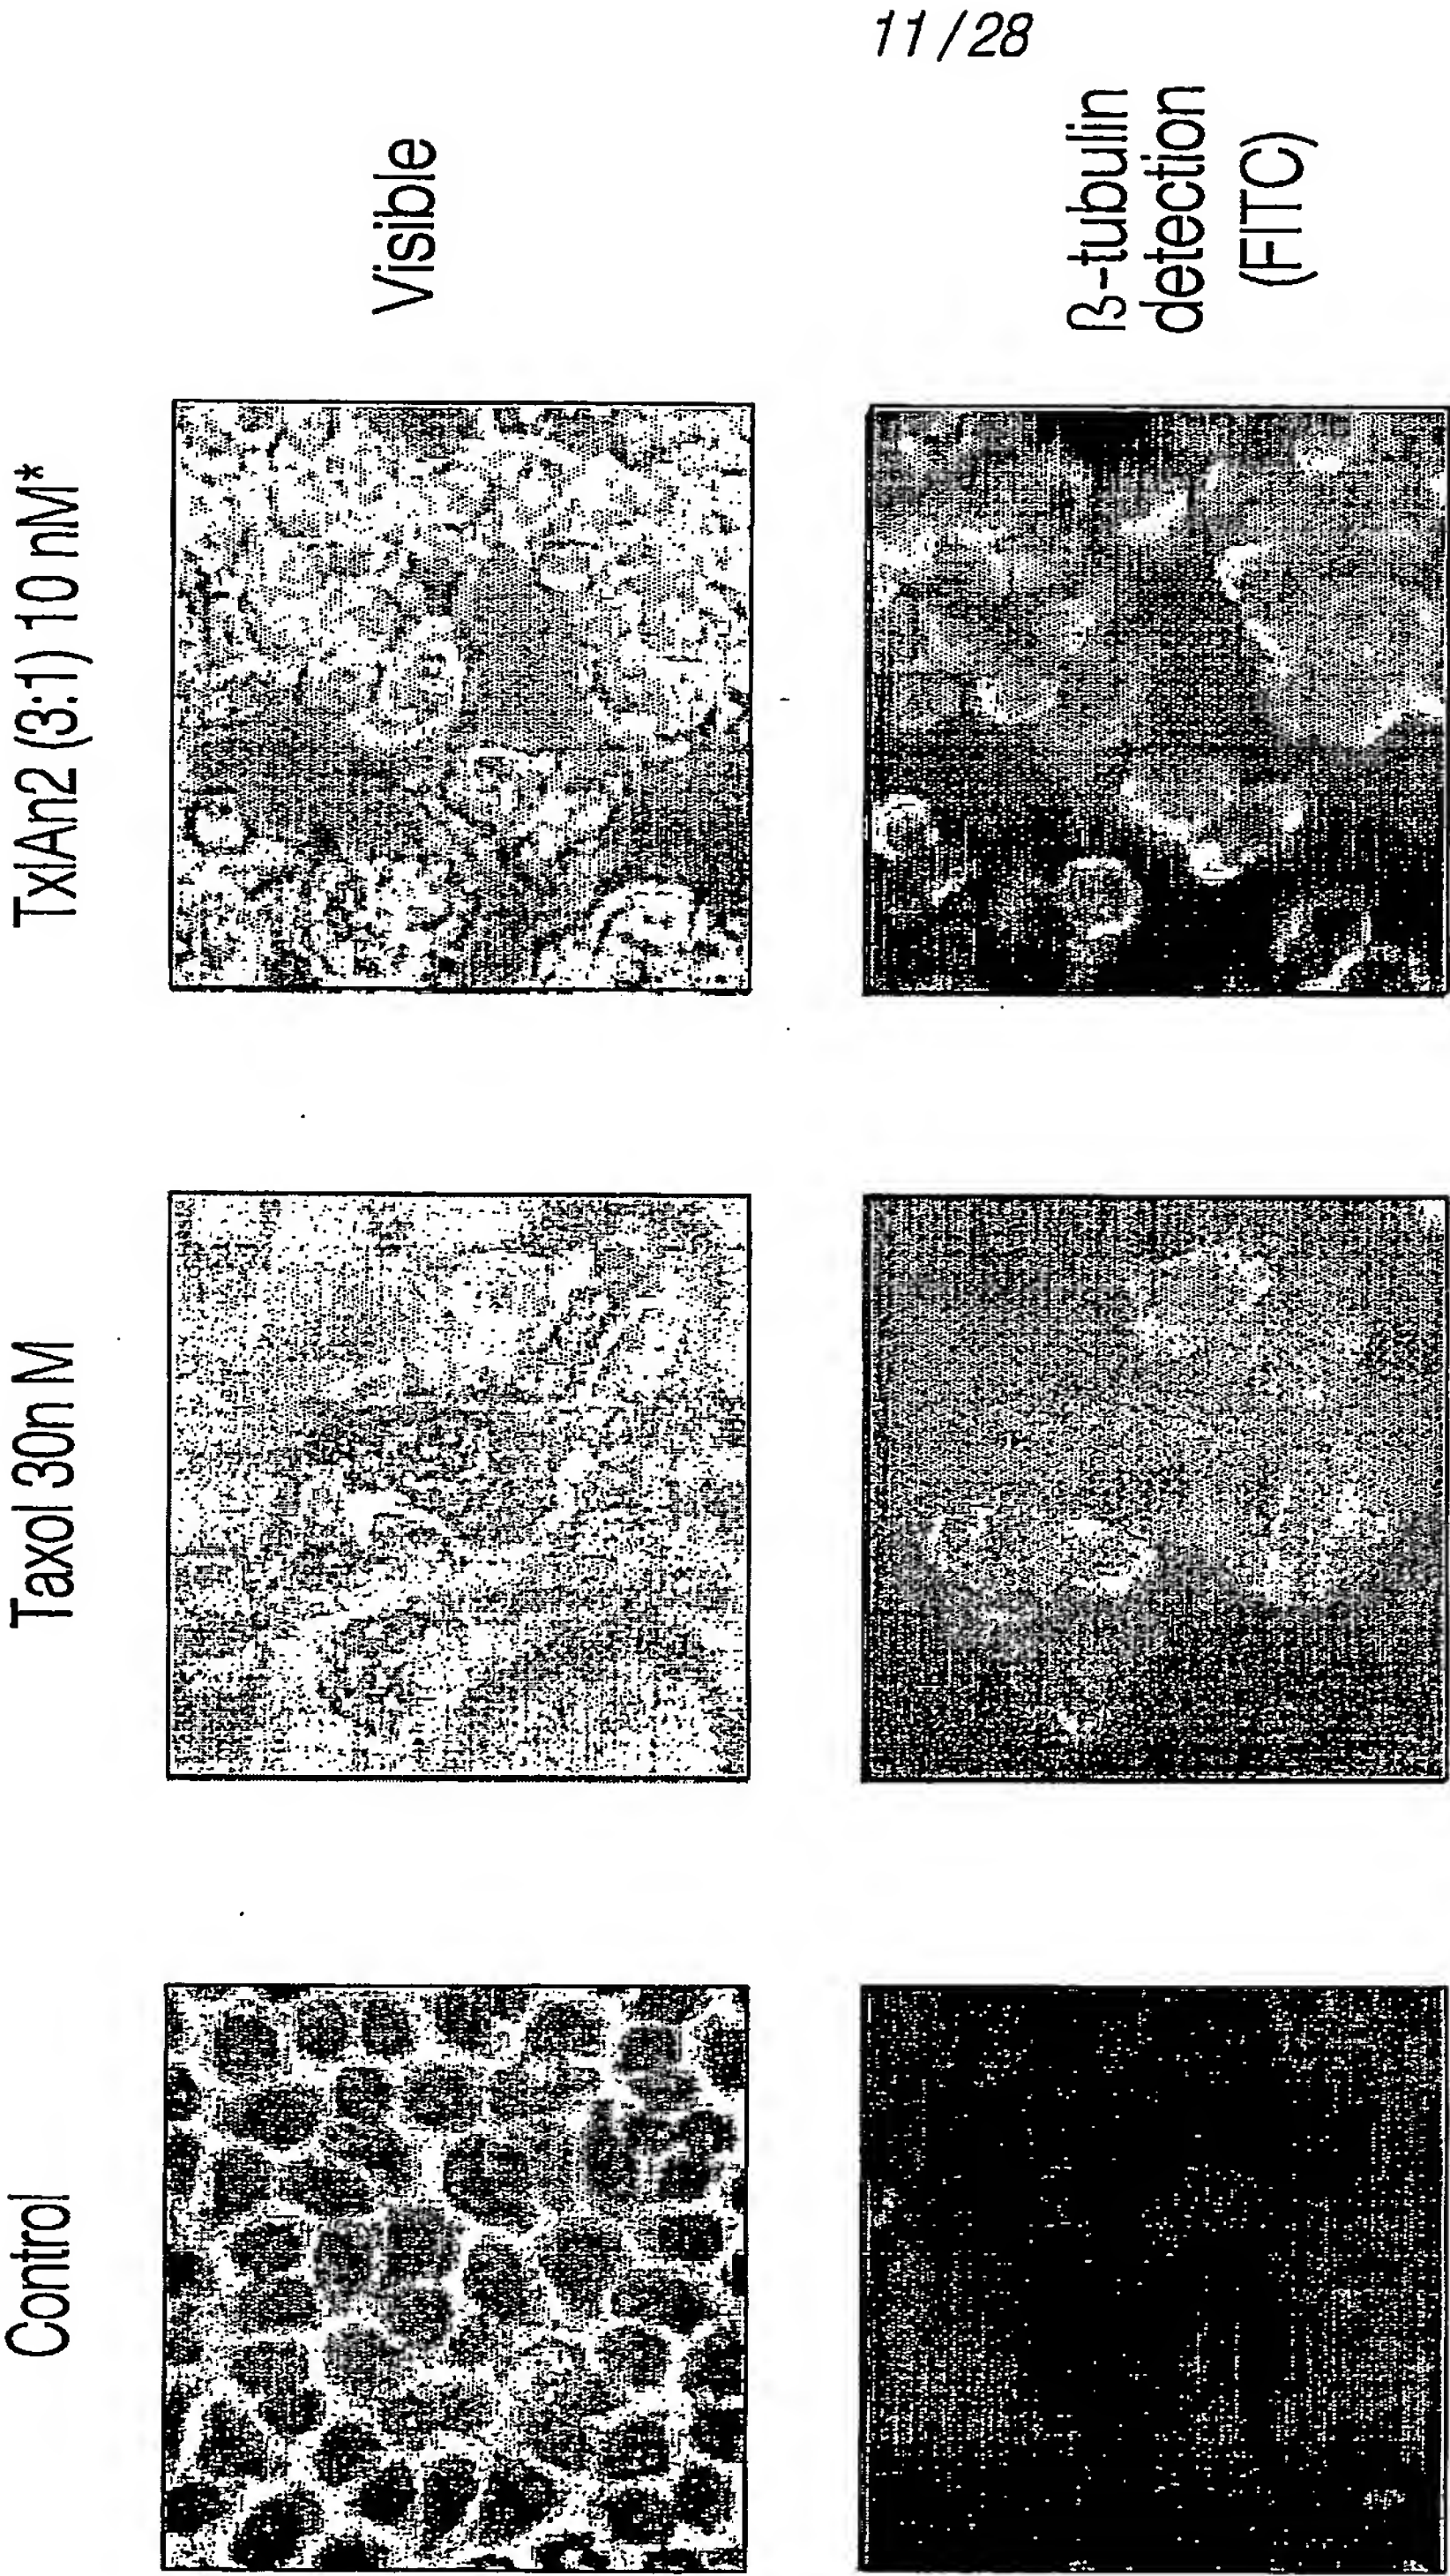 11/28
Control
Taxol 30n M
TxlAn2 (3:1) 10 nM*
Visible
ß-tubulin
detection
(FITC)